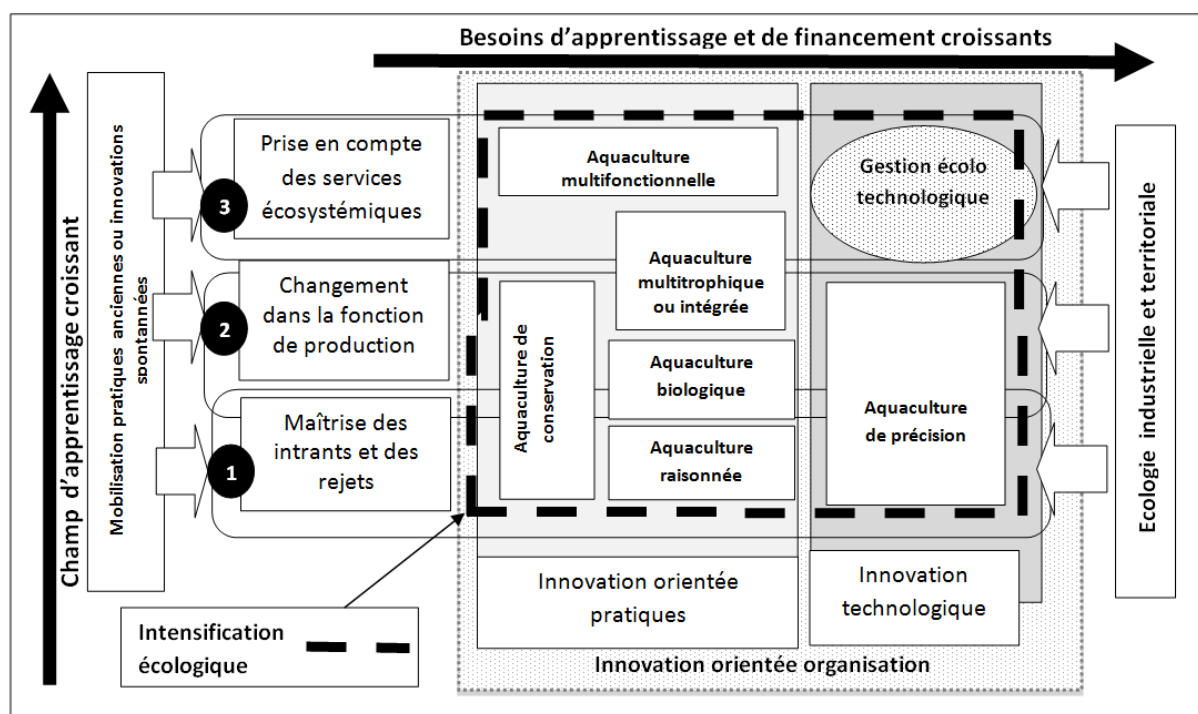 Besoins d'apprentissage et de financement croissants
Champ d'apprentissage croissant
Mobilisation pratiques anciennes ou innovations
spontannées
3
Prise en compte
des services
écosystémiques
2
Changement
dans la fonction
de production
1
Maîtrise des
intrants et des
rejets
Aquaculture
multifonctionnelle
Gestion écolo
technologique
Aquaculture
multitrophique
ou intégrée
Aquaculture de
conservation
Aquaculture
biologique
Aquaculture
raisonnée
Aquaculture
de précision
Ecologie industrielle et territoriale
Innovation orientée
pratiques
Innovation
technologique
Innovation orientée organisation
Intensification
écologique